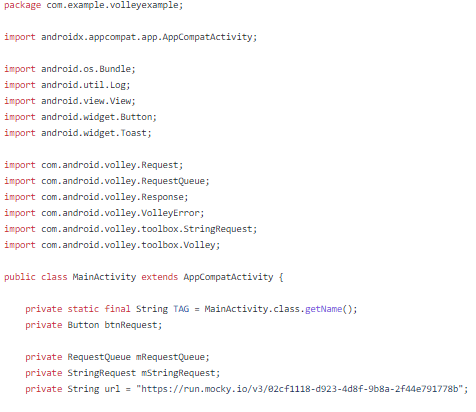 package com.example.volleyexample;
import androidx.appcompat.app.AppCompatActivity;
import android.os.Bundle;
import android.util.Log;
import android.view.View;
import android.widget.Button;
import android.widget.Toast;
import com.android.volley.Request;
import com.android.volley.RequestQueue;
import com.android.volley.Response;
import com.android.volley.VolleyError;
import com.android.volley.toolbox.StringRequest;
import com.android.volley.toolbox.Volley;
public class MainActivity extends AppCompatActivity {
private static final String TAG = MainActivity.class.getName();
private Button btnRequest;
private RequestQueue mRequestQueue;
private StringRequest mStringRequest;
private String url = "https://run.mocky.io/v3/02cf1118-d923-4d8f-9b8a-2f44e791778b";